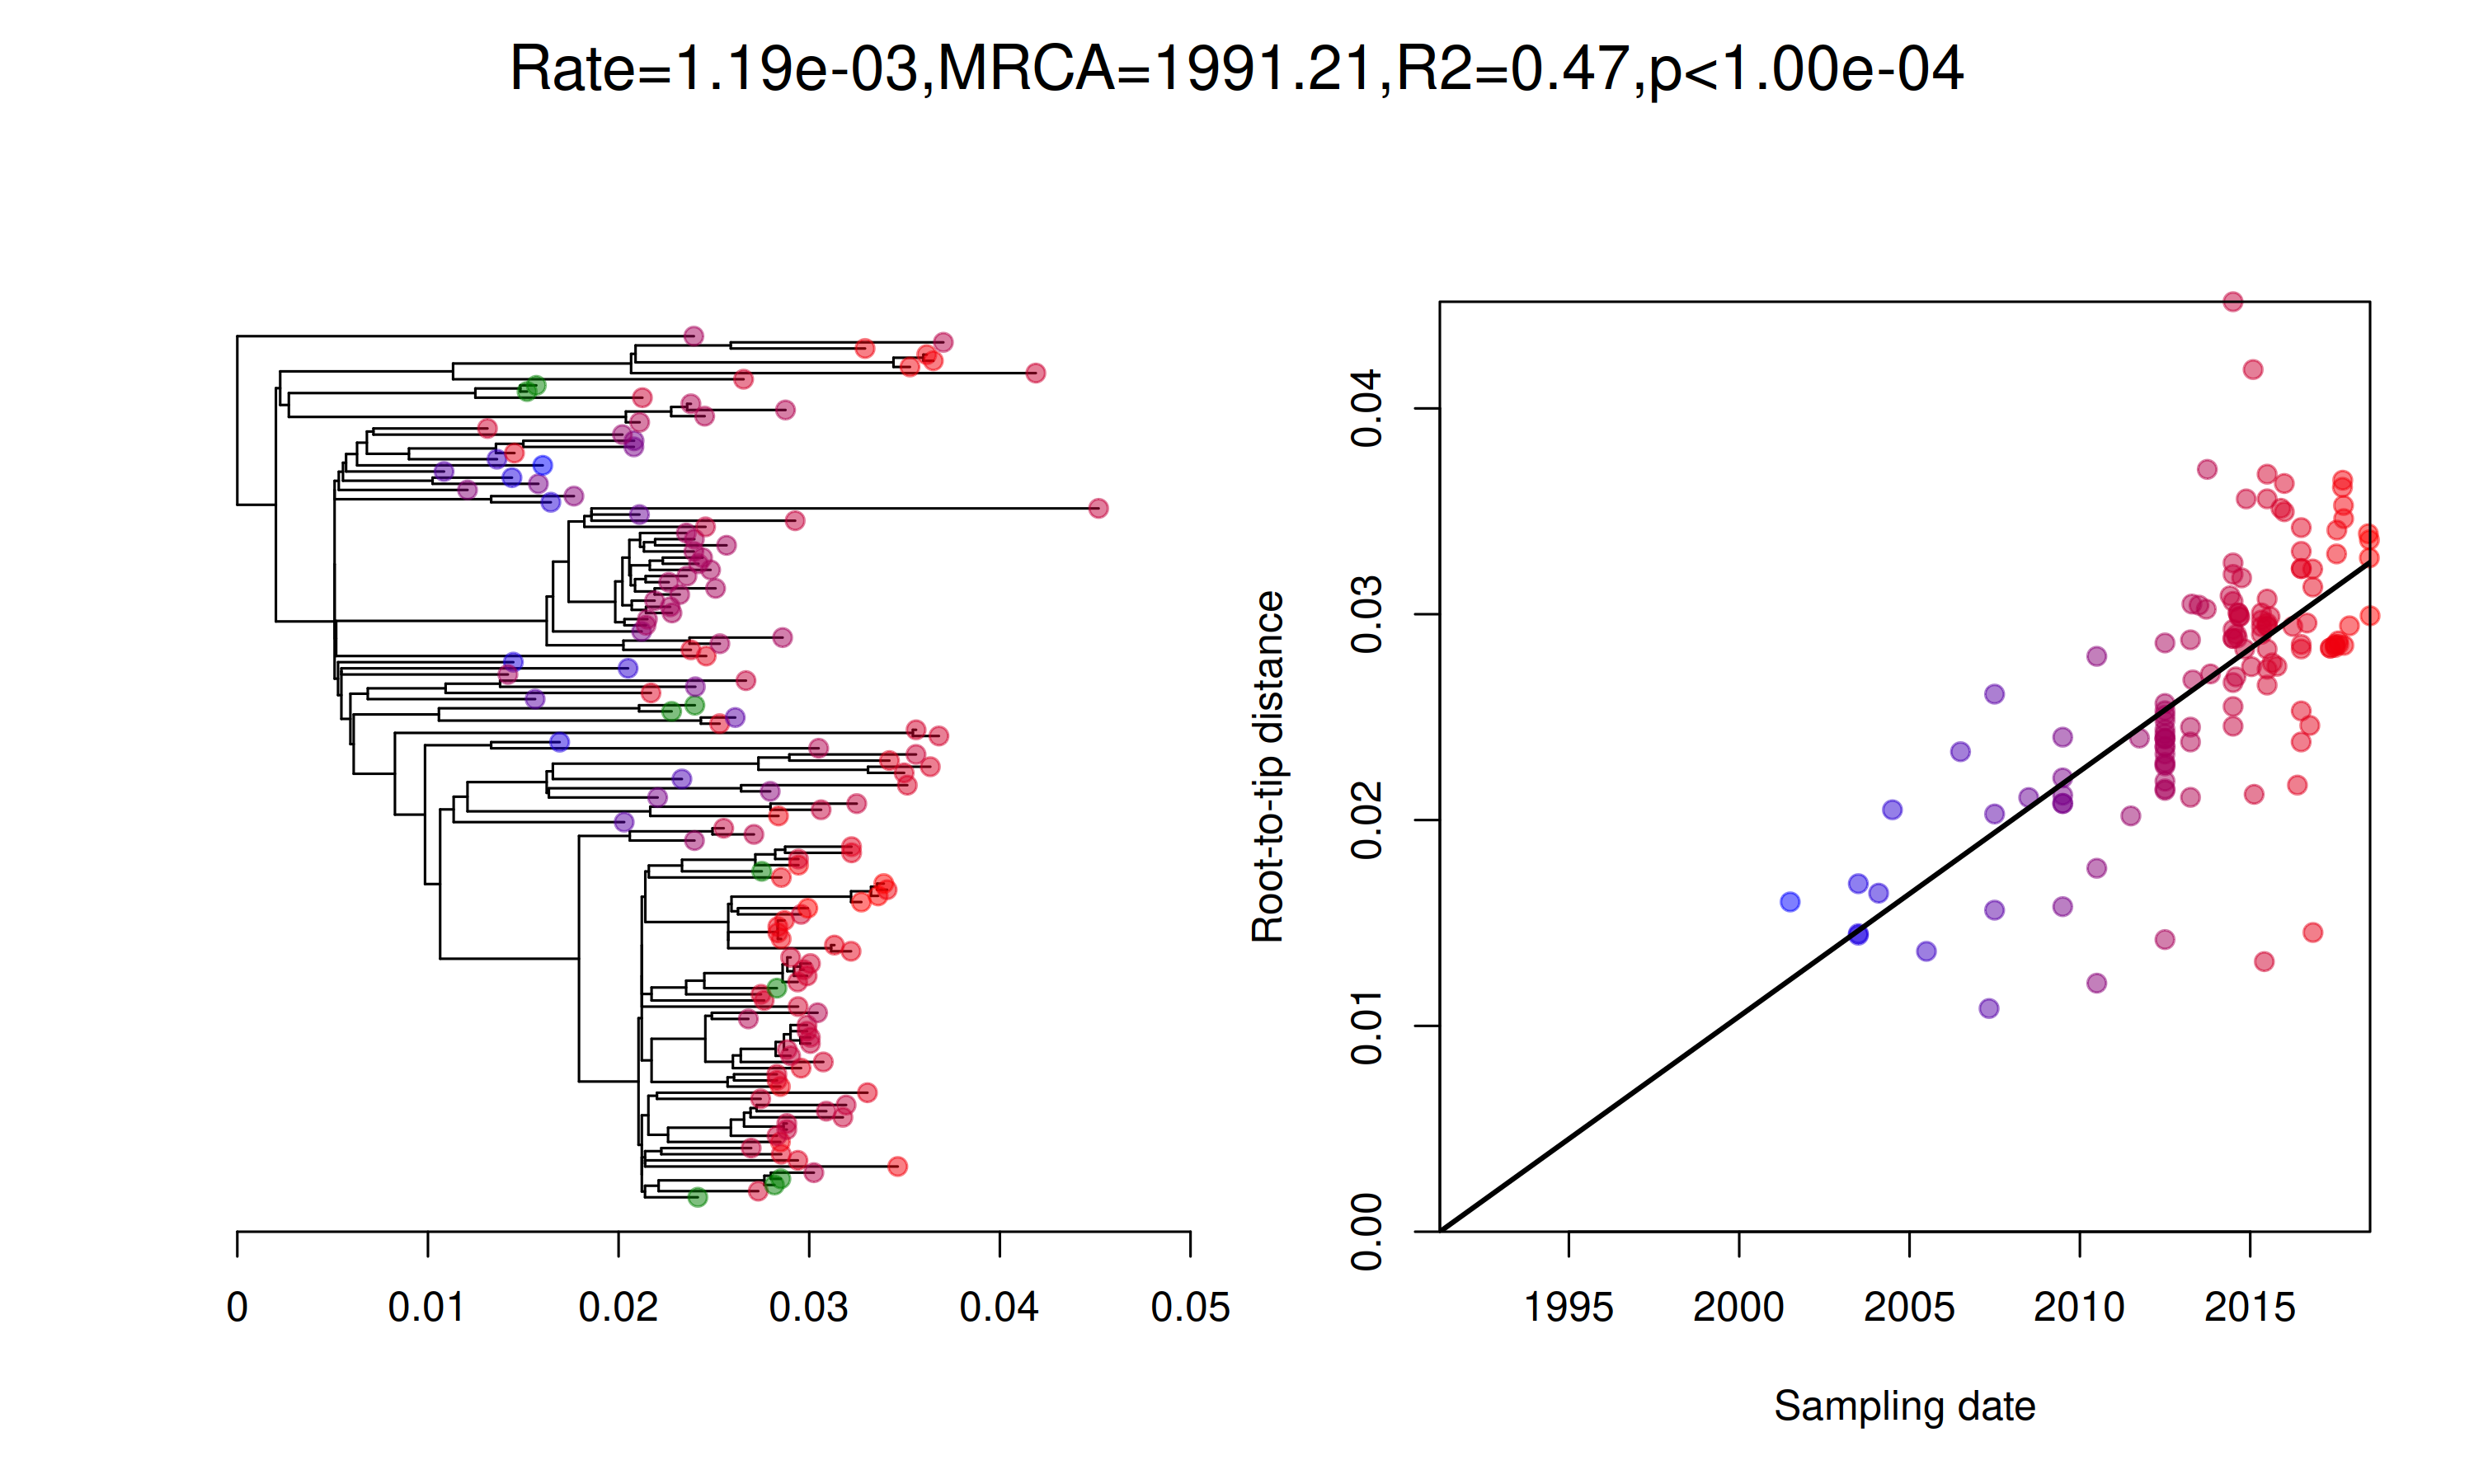 Rate=1.19e-03,MRCA=1991.21,R2=0.47,p<1.00e-04
0 0.01 0.02 0.03 0.04 0.05
Root-to-tip distance
0.00 0.01 0.02 0.03 0.04
1995 2000 2005 2010 2015
Sampling date